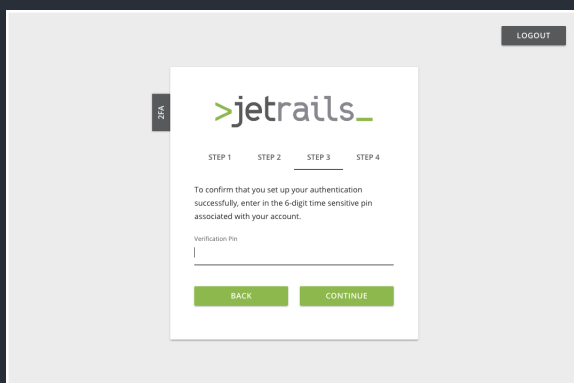 LOGOUT
2FA
>jetrails_
STEP 1 STEP 2 STEP 3 STEP 4
To confirm that you set up your authentication
successfully, enter in the 6-digit time sensitive pin
associated with your account.
Verification Pin
BACK CONTINUE